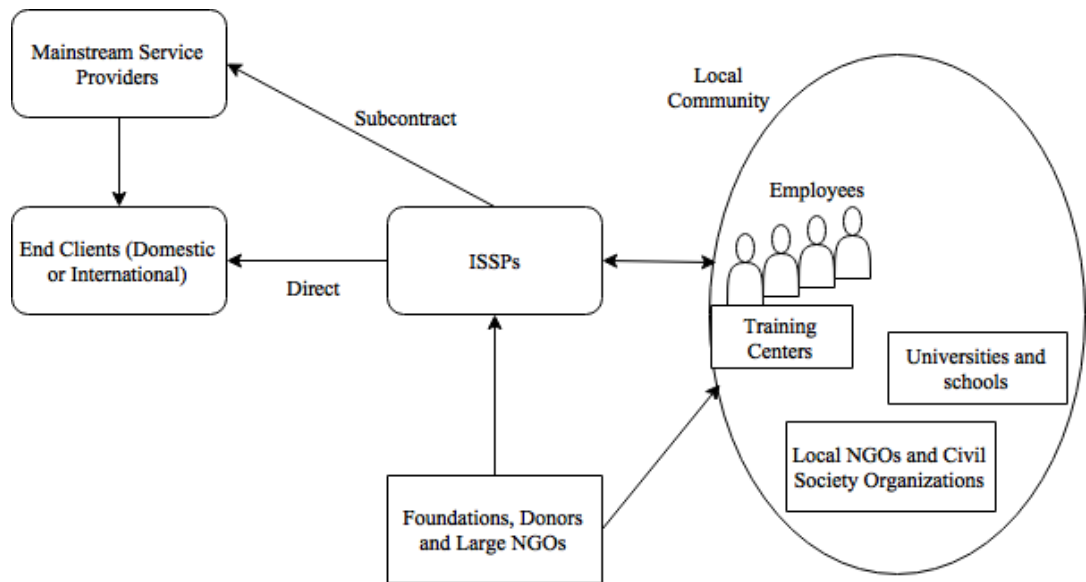 Mainstream Service
Providers
Local
Community
Subcontract
Employees
End Clients (Domestic
or International)
ISSPs
Direct
Training
Centers
Universities and
schools
Local NGOs and Civil
Society Organizations
Foundations, Donors
and Large NGOs